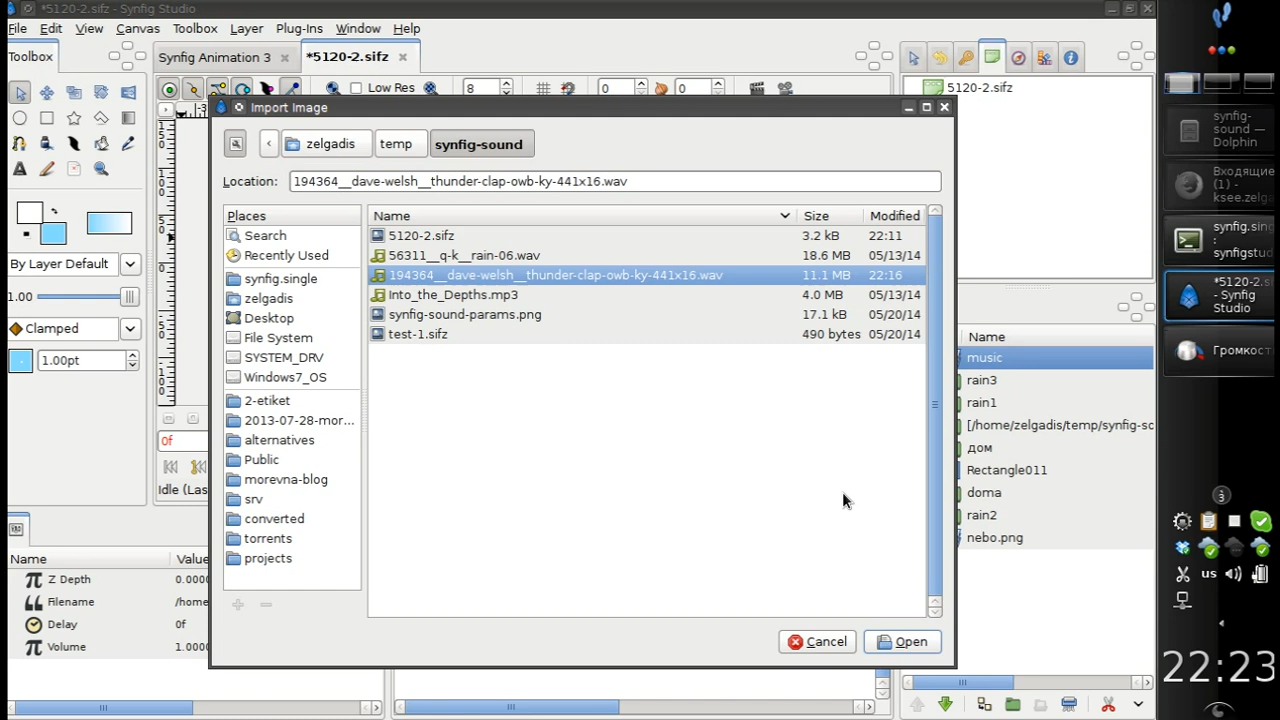 *5120-2.sifz - Synfig Studio
File Edit View Canvas Toolbox Layer Plug-Ins Window Help
Toolbox
Synfig Animation 3
*5120-2.sifz
Low Res
8
0
0
5120-2.sifz
Import Image
zelgadis
temp
synfig-sound
Location:
194364__dave-welsh__thunder-clap-owb-ky-441x16.wav
Places
Search
Recently Used
synfig.single
zelgadis
Desktop
File System
SYSTEM_DRV
Windows7_OS
2-etiket
2013-07-28-mor...
alternatives
Public
morevna-blog
srv
converted
torrents
projects
Name Size Modified
5120-2.sifz 3.2 kB 22:11
56311__q-k__rain-06.wav 18.6 MB 05/13/14
194364__dave-welsh__thunder-clap-owb-ky-441x16.wav 11.1 MB 22:16
Into_the_Depths.mp3 4.0 MB 05/13/14
synfig-sound-params.png 17.1 kB 05/20/14
test-1.sifz 490 bytes 05/20/14
Cancel
Open
By Layer Default
1.00
Clamped
1.00pt
0f
Idle (Las
Name Value
Z Depth 0.0000
Filename /home
Delay 0f
Volume 1.0000
Name
music
rain3
rain1
[/home/zelgadis/temp/synfig-sc
дом
Rectangle011
doma
rain2
nebo.png
synfig-
sound —
Dolphin
Входящие
(1) -
ksee.zelga
synfig.sin
:
synfigstu
*5120-2.s
- Synfig
Studio
Громкост
3
us
22:23